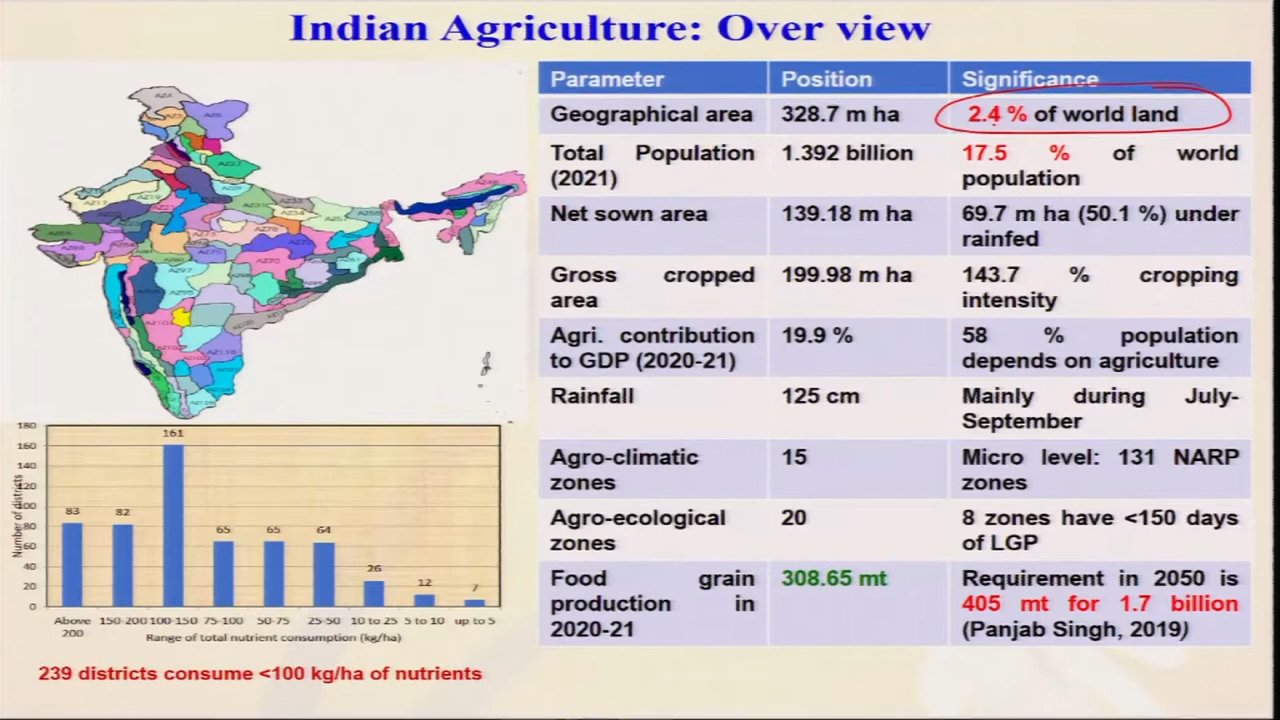 Indian Agriculture: Over view
Parameter Position Significance
Geographical area 328.7 m ha 2.4 % of world land
Total Population (2021) 1.392 billion 17.5 % of world population
Net sown area 139.18 m ha 69.7 m ha (50.1 %) under rainfed
Gross cropped area 199.98 m ha 143.7 % cropping intensity
Agri. contribution to GDP (2020-21) 19.9 % 58 % population depends on agriculture
Rainfall 125 cm Mainly during July-September
Agro-climatic zones 15 Micro level: 131 NARP zones
Agro-ecological zones 20 8 zones have <150 days of LGP
Food grain production in 2020-21 308.65 mt Requirement in 2050 is 405 mt for 1.7 billion (Panjab Singh, 2019)
Number of districts
180
160
140
120
100
80
60
40
20
0
83 82 161 65 65 64 26 12 7
Above 200 150-200 100-150 75-100 50-75 25-50 10 to 25 5 to 10 up to 5
Range of total nutrient consumption (kg/ha)
239 districts consume <100 kg/ha of nutrients